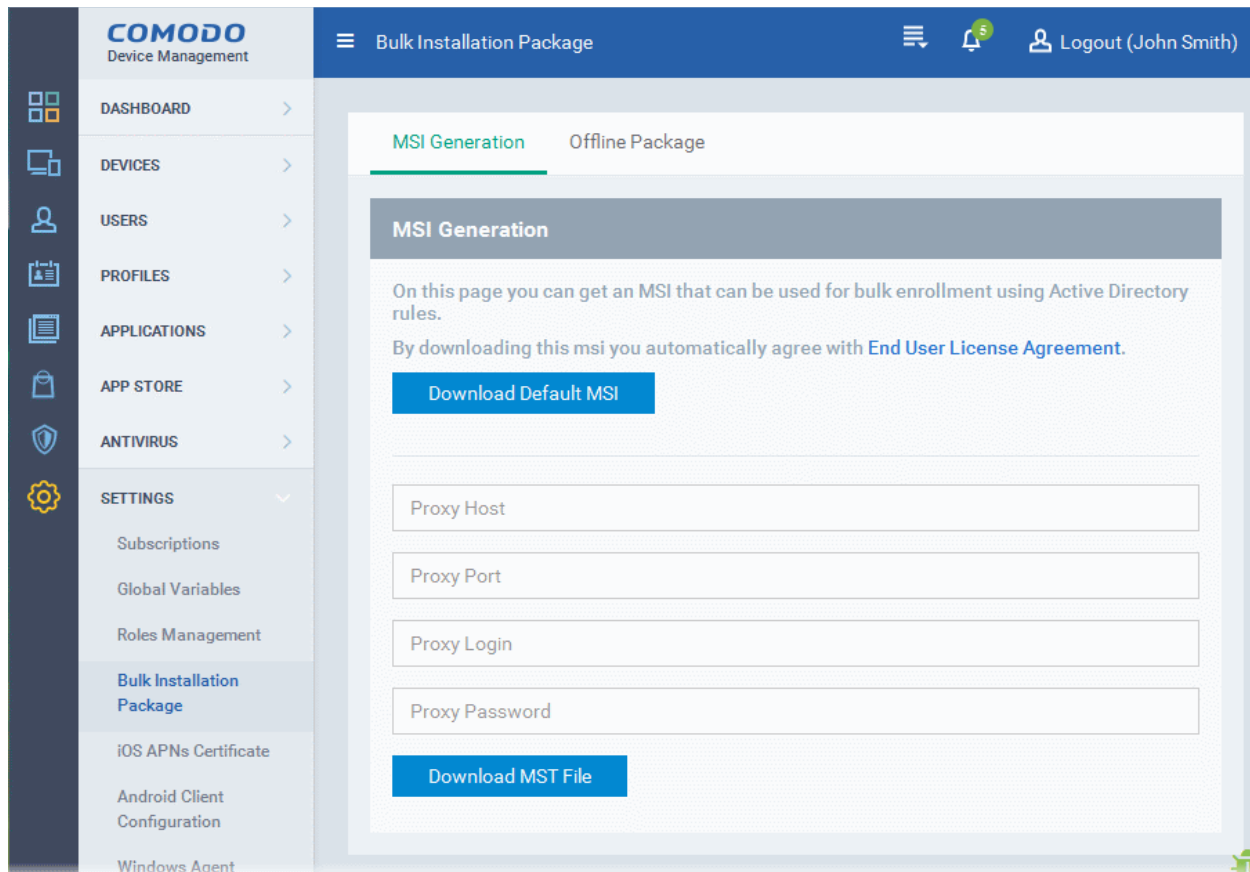 COMODO
Device Management
Bulk Installation Package
5
Logout (John Smith)
DASHBOARD
DEVICES
USERS
PROFILES
APPLICATIONS
APP STORE
ANTIVIRUS
SETTINGS
Subscriptions
Global Variables
Roles Management
Bulk Installation
Package
iOS APNs Certificate
Android Client
Configuration
Windows Agent
MSI Generation
Offline Package
MSI Generation
On this page you can get an MSI that can be used for bulk enrollment using Active Directory
rules.
By downloading this msi you automatically agree with End User License Agreement.
Download Default MSI
Proxy Host
Proxy Port
Proxy Login
Proxy Password
Download MST File